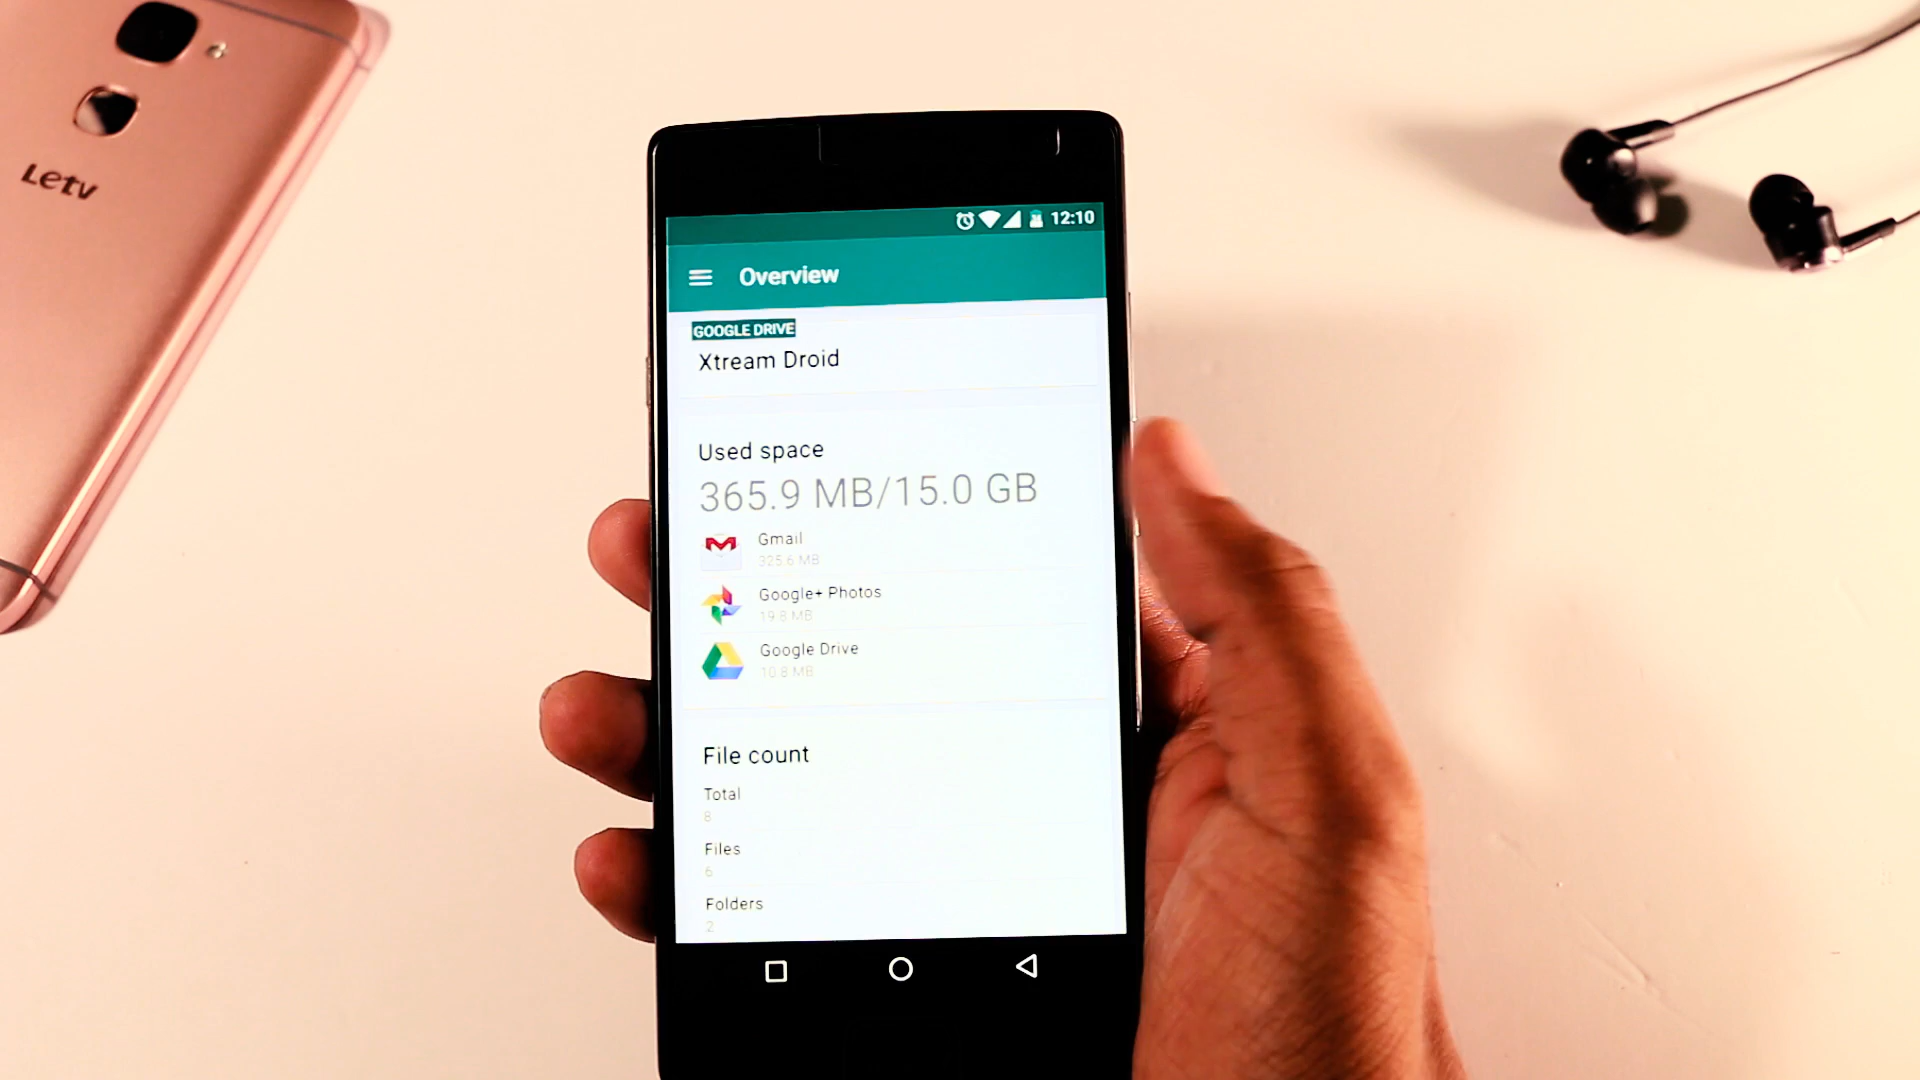 Letv
12:10
Overview
GOOGLE DRIVE
Xtream Droid
Used space
365.9 MB/15.0 GB
Gmail
325.6 MB
Google+ Photos
19.8 MB
Google Drive
10.8 MB
File count
Total
8
Files
6
Folders
2